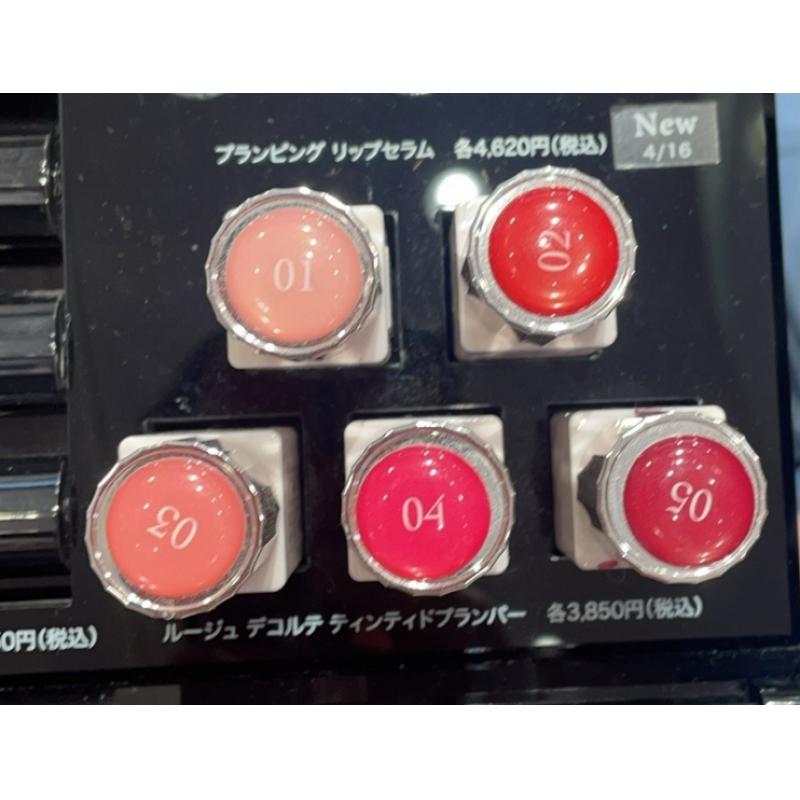 プランピング リップセラム 各4,620円(税込)
New
4/16
01
02
03
04
05
ルージュ デコルテ ティンティドプランパー 各3,850円(税込)
0円(税込)